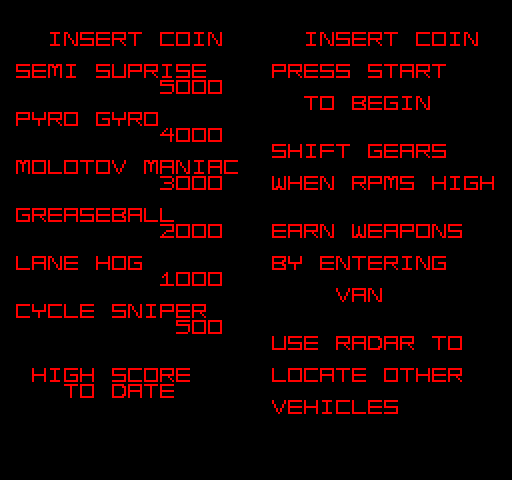 INSERT COIN
SEMI SUPRISE
5000
PYRO GYRO
4000
MOLOTOV MANIAC
3000
GREASEBALL
2000
LANE HOG
1000
CYCLE SNIPER
500
HIGH SCORE
TO DATE
INSERT COIN
PRESS START
TO BEGIN
SHIFT GEARS
WHEN RPMS HIGH
EARN WEAPONS
BY ENTERING
VAN
USE RADAR TO
LOCATE OTHER
VEHICLES